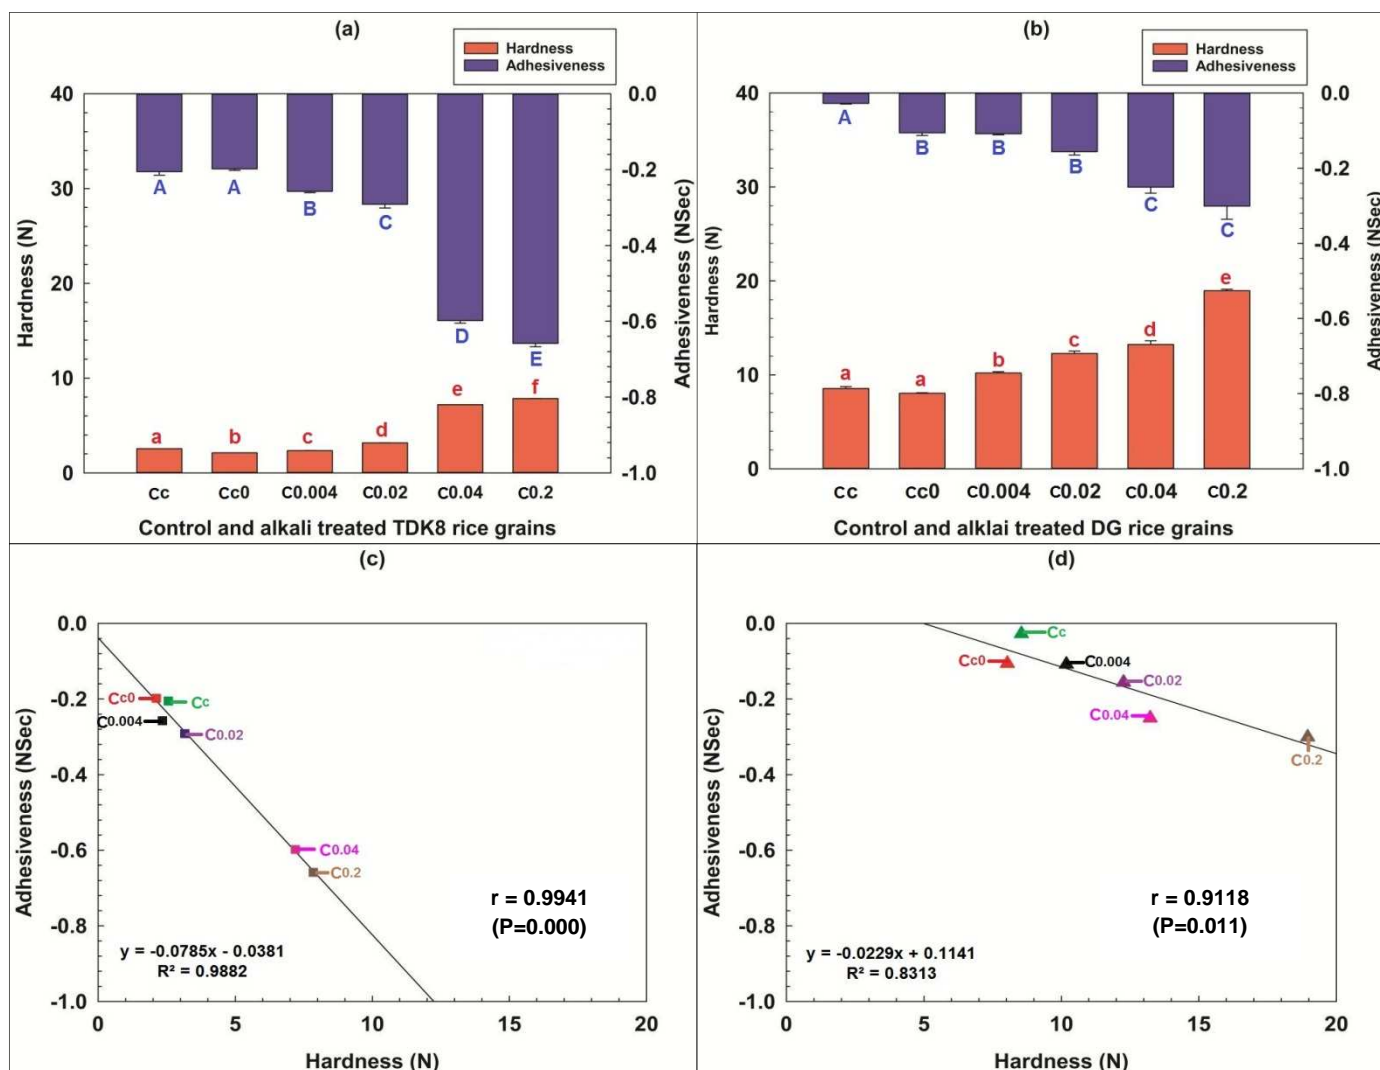 (a)
Hardness
Adhesiveness
40
30
20
10
0
Hardness (N)
0.0
-0.2
-0.4
-0.6
-0.8
-1.0
Adhesiveness (NSec)
A
A
B
C
D
E
a
b
c
d
e
f
Cc
Cc0
C0.004
C0.02
C0.04
C0.2
Control and alkali treated TDK8 rice grains
(b)
Hardness
Adhesiveness
40
30
20
10
0
Hardness (N)
0.0
-0.2
-0.4
-0.6
-0.8
-1.0
Adhesiveness (NSec)
A
B
B
B
C
C
a
a
b
c
d
e
Cc
Cc0
C0.004
C0.02
C0.04
C0.2
Control and alklai treated DG rice grains
(c)
0.0
-0.2
-0.4
-0.6
-0.8
-1.0
Adhesiveness (NSec)
Cc0
Cc
C0.004
C0.02
C0.04
C0.2
r = 0.9941
(P=0.000)
y = -0.0785x - 0.0381
R² = 0.9882
0 5 10 15 20
Hardness (N)
(d)
0.0
-0.2
-0.4
-0.6
-0.8
-1.0
Adhesiveness (NSec)
Cc
Cc0
C0.004
C0.02
C0.04
C0.2
r = 0.9118
(P=0.011)
y = -0.0229x + 0.1141
R² = 0.8313
0 5 10 15 20
Hardness (N)